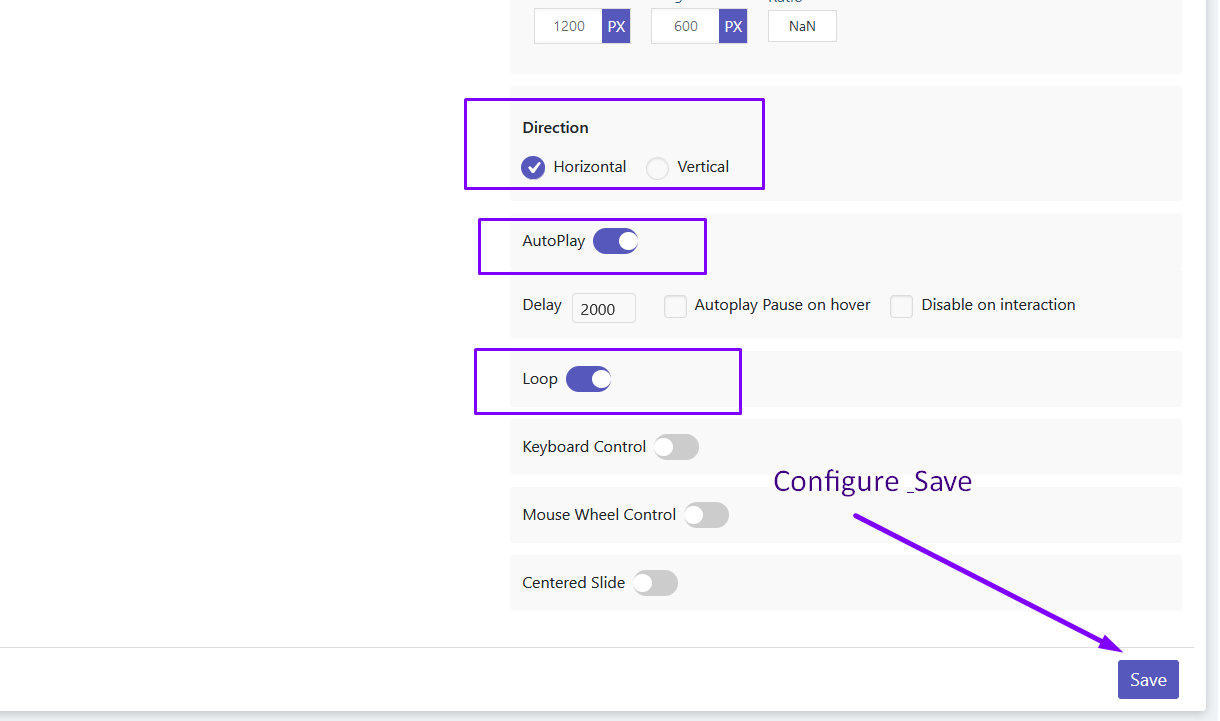 1200 PX 600 PX NaN
Direction
Horizontal Vertical
AutoPlay
Delay 2000 Autoplay Pause on hover Disable on interaction
Loop
Keyboard Control
Configure _Save
Mouse Wheel Control
Centered Slide
Save